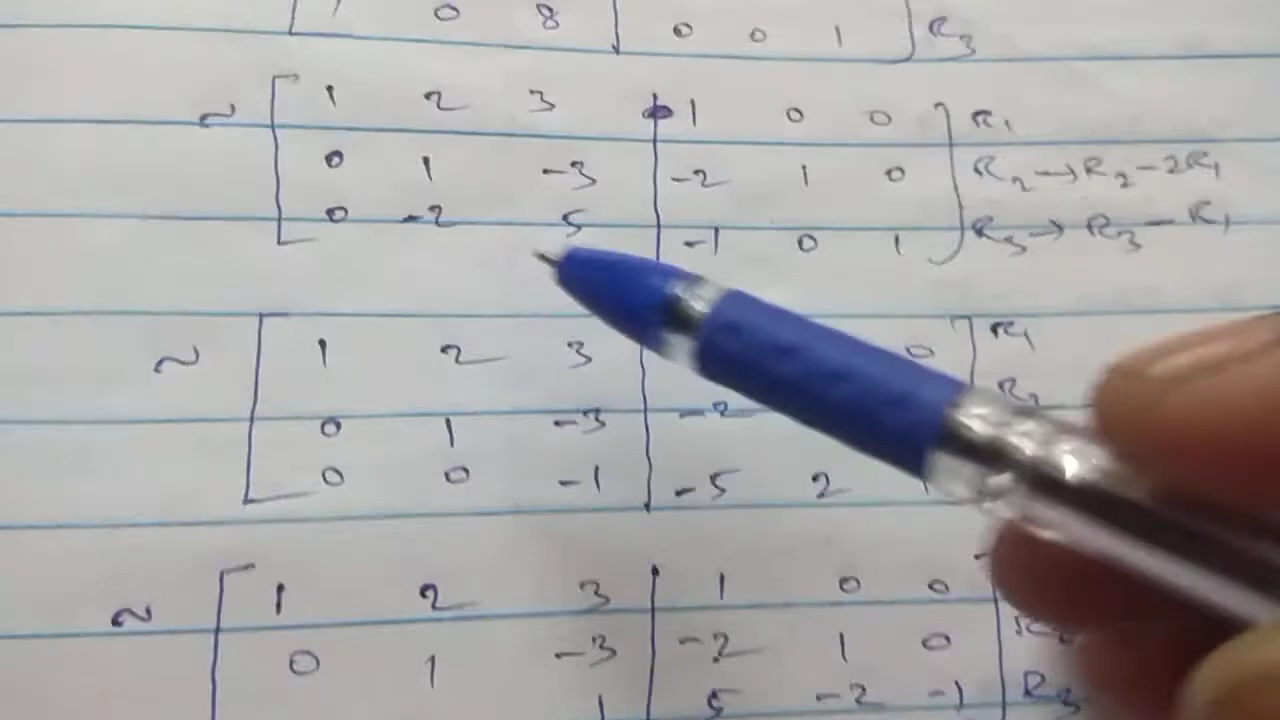 0 8 | 0 0 1 ] R3
~ [ 1 2 3 | 1 0 0 ] R1
0 1 -3 | -2 1 0 R2 → R2 - 2R1
0 -2 5 | -1 0 1 R3 → R3 - R1
~ [ 1 2 3 | 0 ] R1
0 1 -3 | -2 R2
0 0 -1 | -5 2 1
~ [ 1 2 3 | 1 0 0
0 1 -3 | -2 1 0
1 | 5 -2 -1 R3